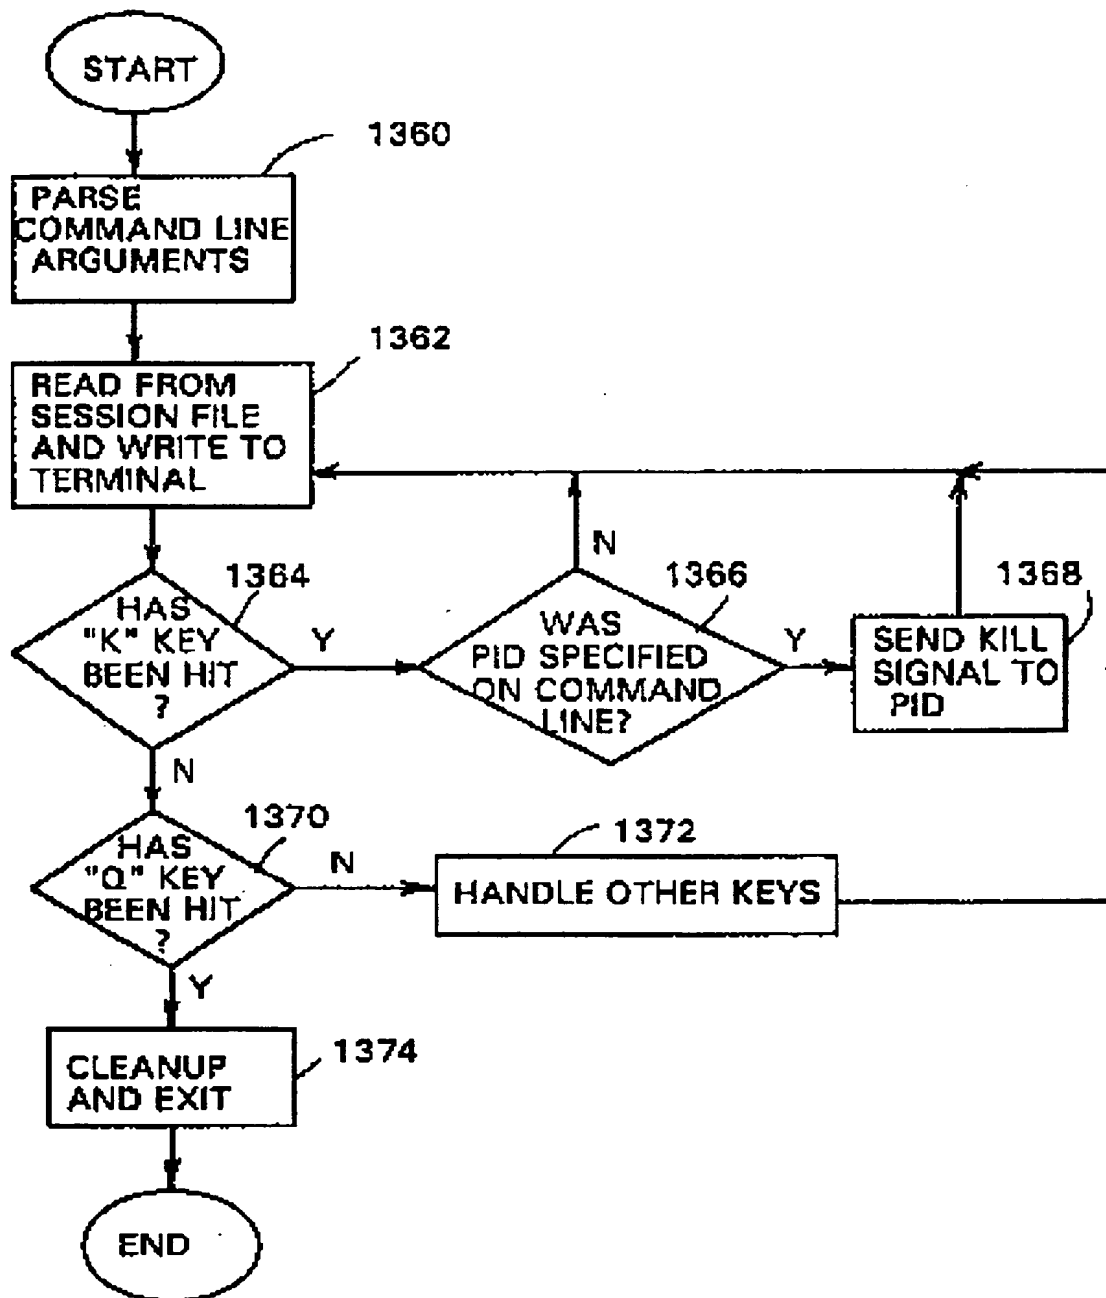 START
1360
PARSE
COMMAND LINE
ARGUMENTS
1362
READ FROM
SESSION FILE
AND WRITE TO
TERMINAL
1364
HAS
"K" KEY
BEEN HIT
?
Y
N
1366
WAS
PID SPECIFIED
ON COMMAND
LINE?
N
Y
1368
SEND KILL
SIGNAL TO
PID
1370
HAS
"Q" KEY
BEEN HIT
?
N
Y
1372
HANDLE OTHER KEYS
1374
CLEANUP
AND EXIT
END